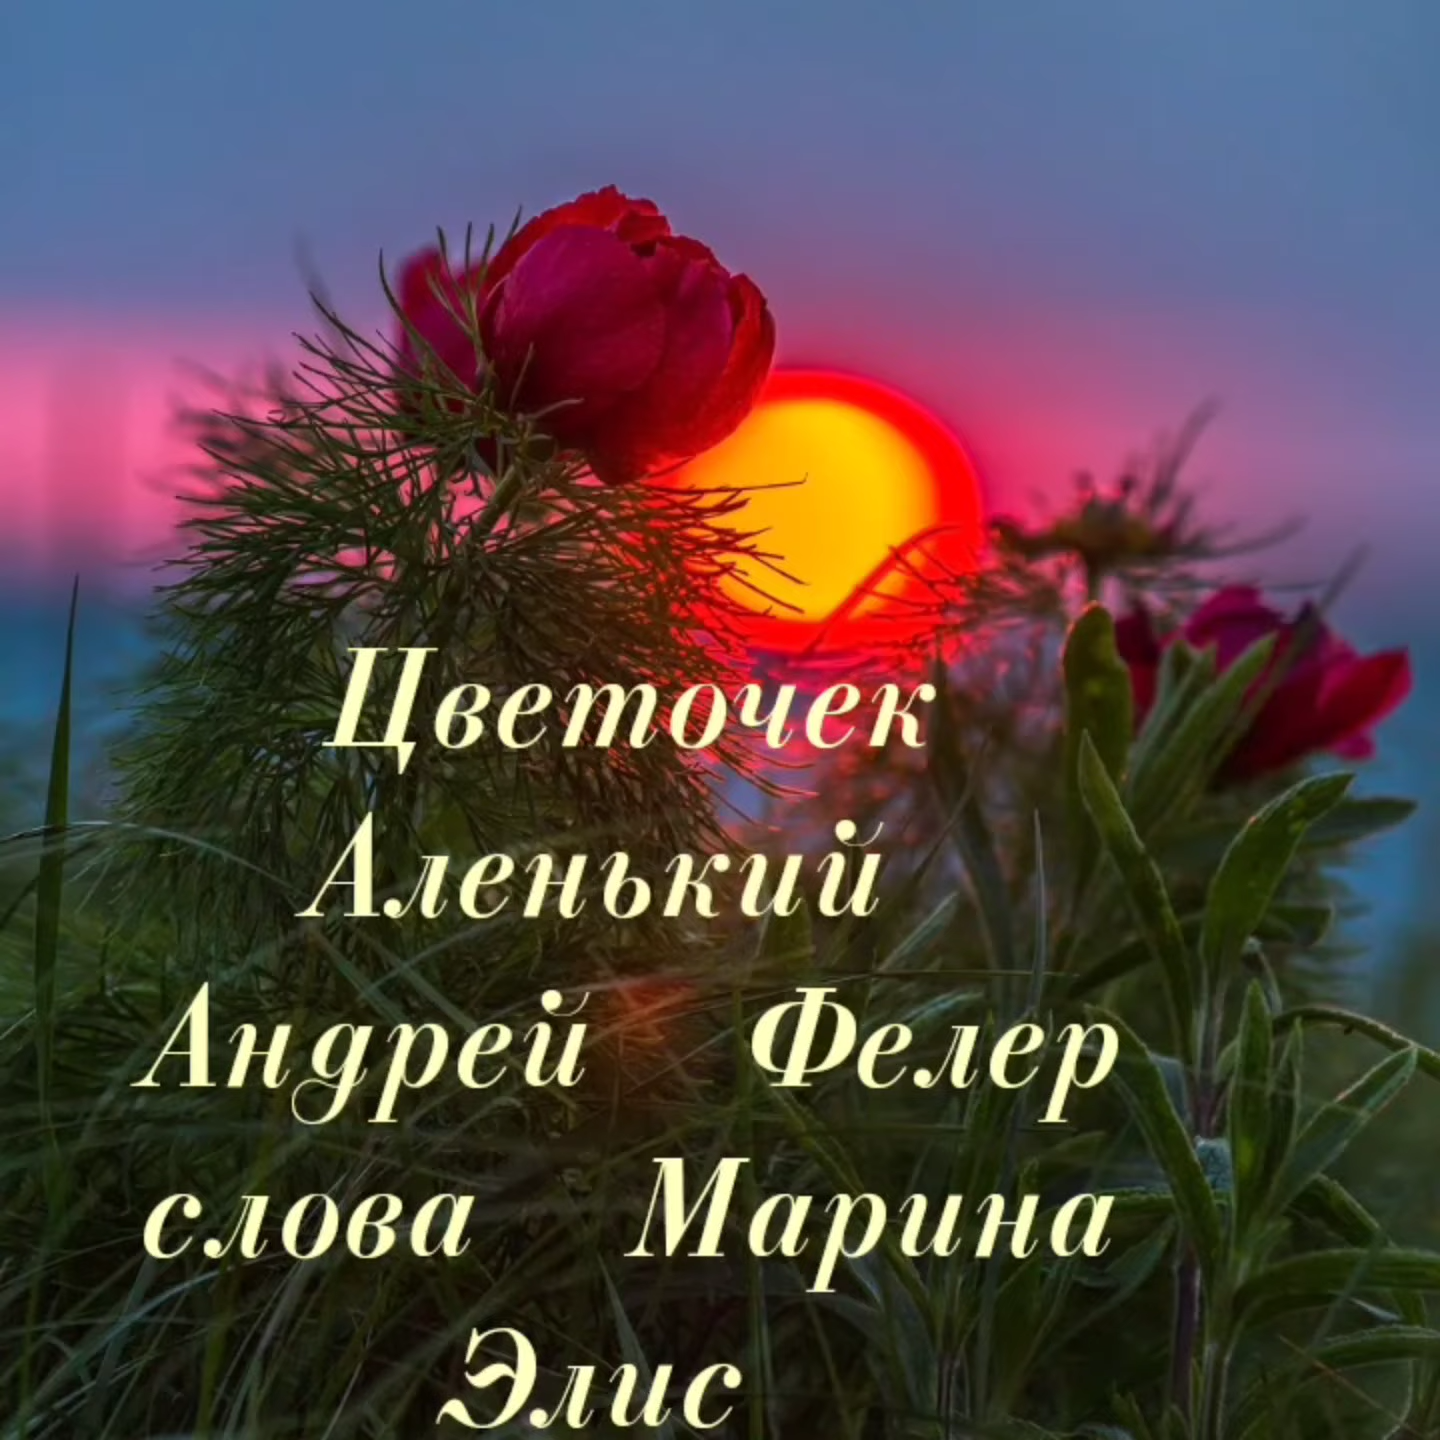 Цветочек
Аленький
Андрей Фелер
слова Марина
Элис